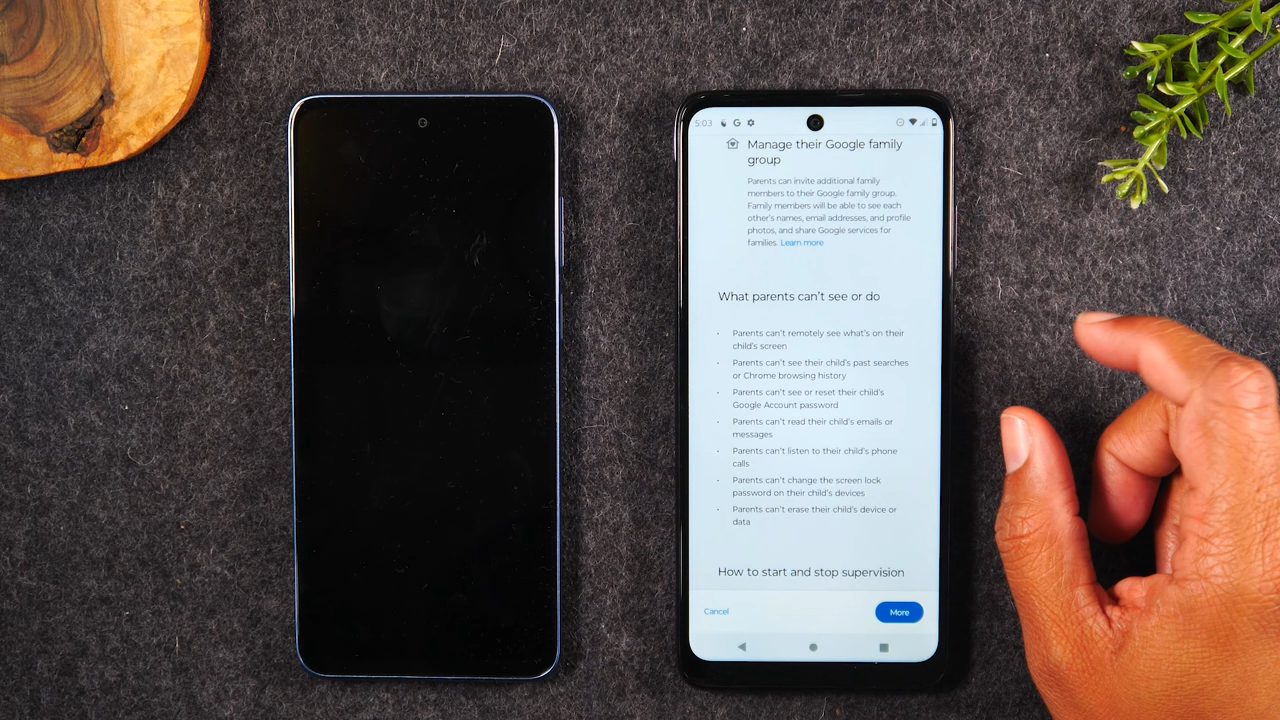 5:03
Manage their Google family
group
Parents can invite additional family
members to their Google family group.
Family members will be able to see each
other's names, email addresses, and profile
photos, and share Google services for
families. Learn more
What parents can't see or do
· Parents can't remotely see what's on their
child's screen
· Parents can't see their child's past searches
or Chrome browsing history
· Parents can't see or reset their child's
Google Account password
· Parents can't read their child's emails or
messages
· Parents can't listen to their child's phone
calls
· Parents can't change the screen lock
password on their child's devices
· Parents can't erase their child's device or
data
How to start and stop supervision
Cancel
More